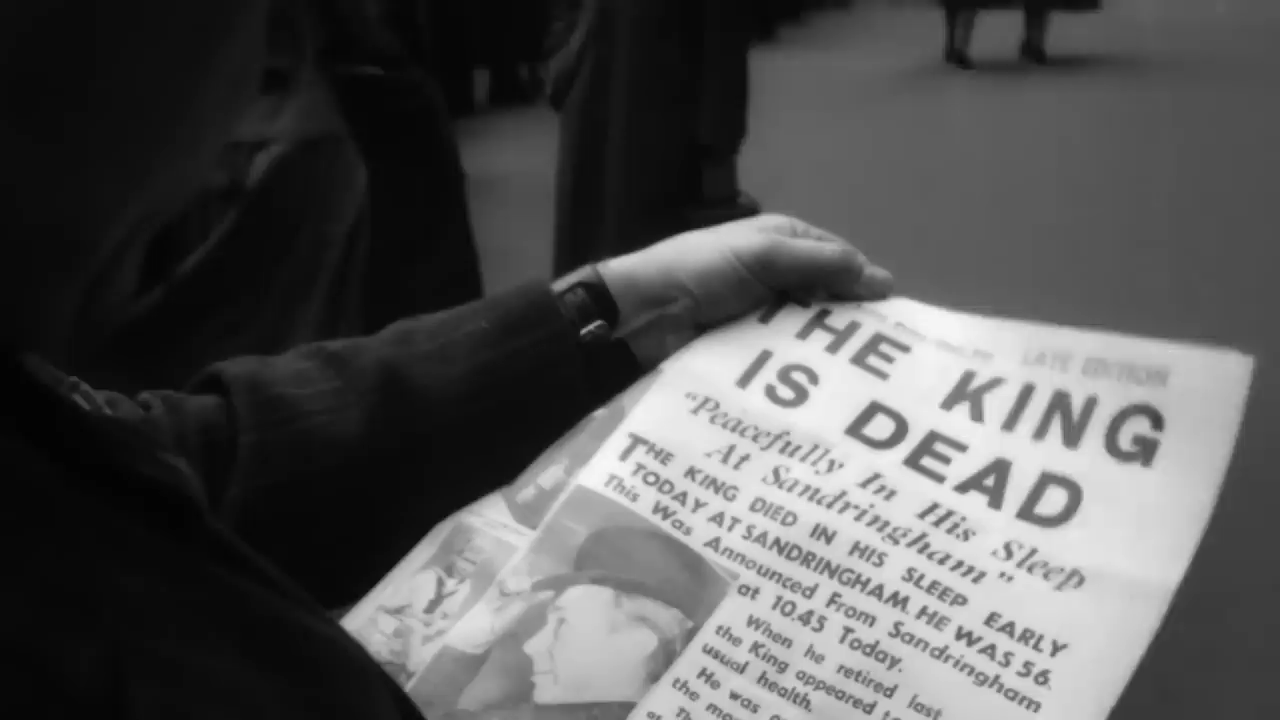 LATE EDITION
THE KING
IS DEAD
"Peacefully In His Sleep
At Sandringham"
THE KING DIED IN HIS SLEEP EARLY
TODAY AT SANDRINGHAM. HE WAS 56.
This Was Announced From Sandringham
at 10.45 Today.
When he retired last
the King appeared to
usual health.
He was
the